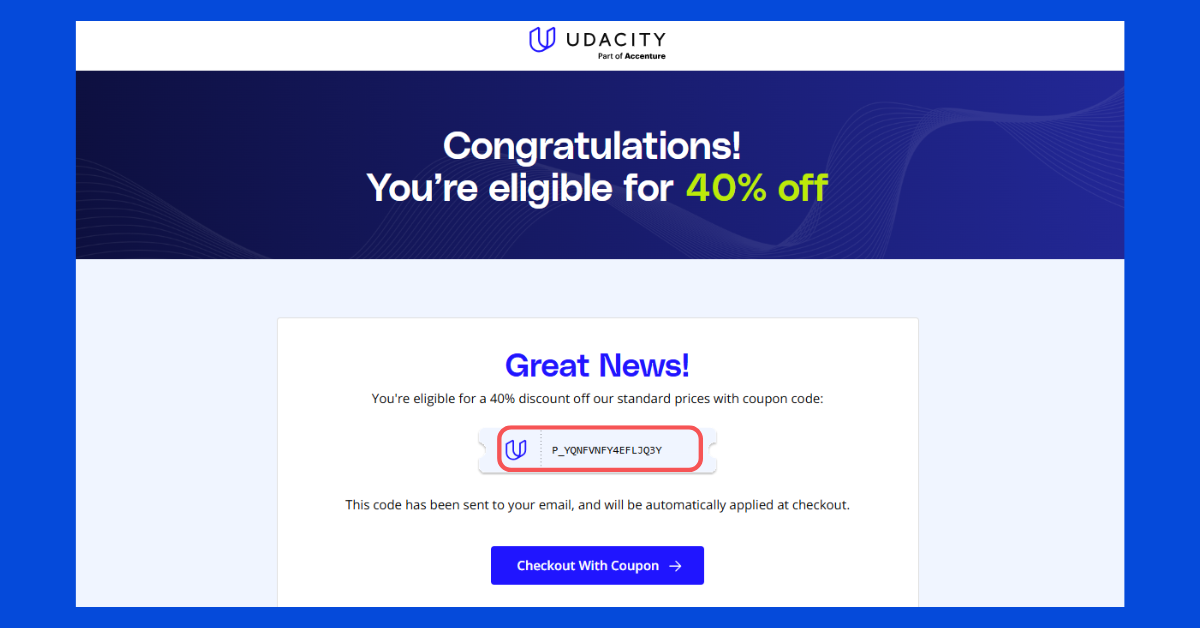 UDACITY
Part of Accenture
Congratulations!
You’re eligible for 40% off
Great News!
You're eligible for a 40% discount off our standard prices with coupon code:
P_YQNFVNFY4EFLJQ3Y
This code has been sent to your email, and will be automatically applied at checkout.
Checkout With Coupon →